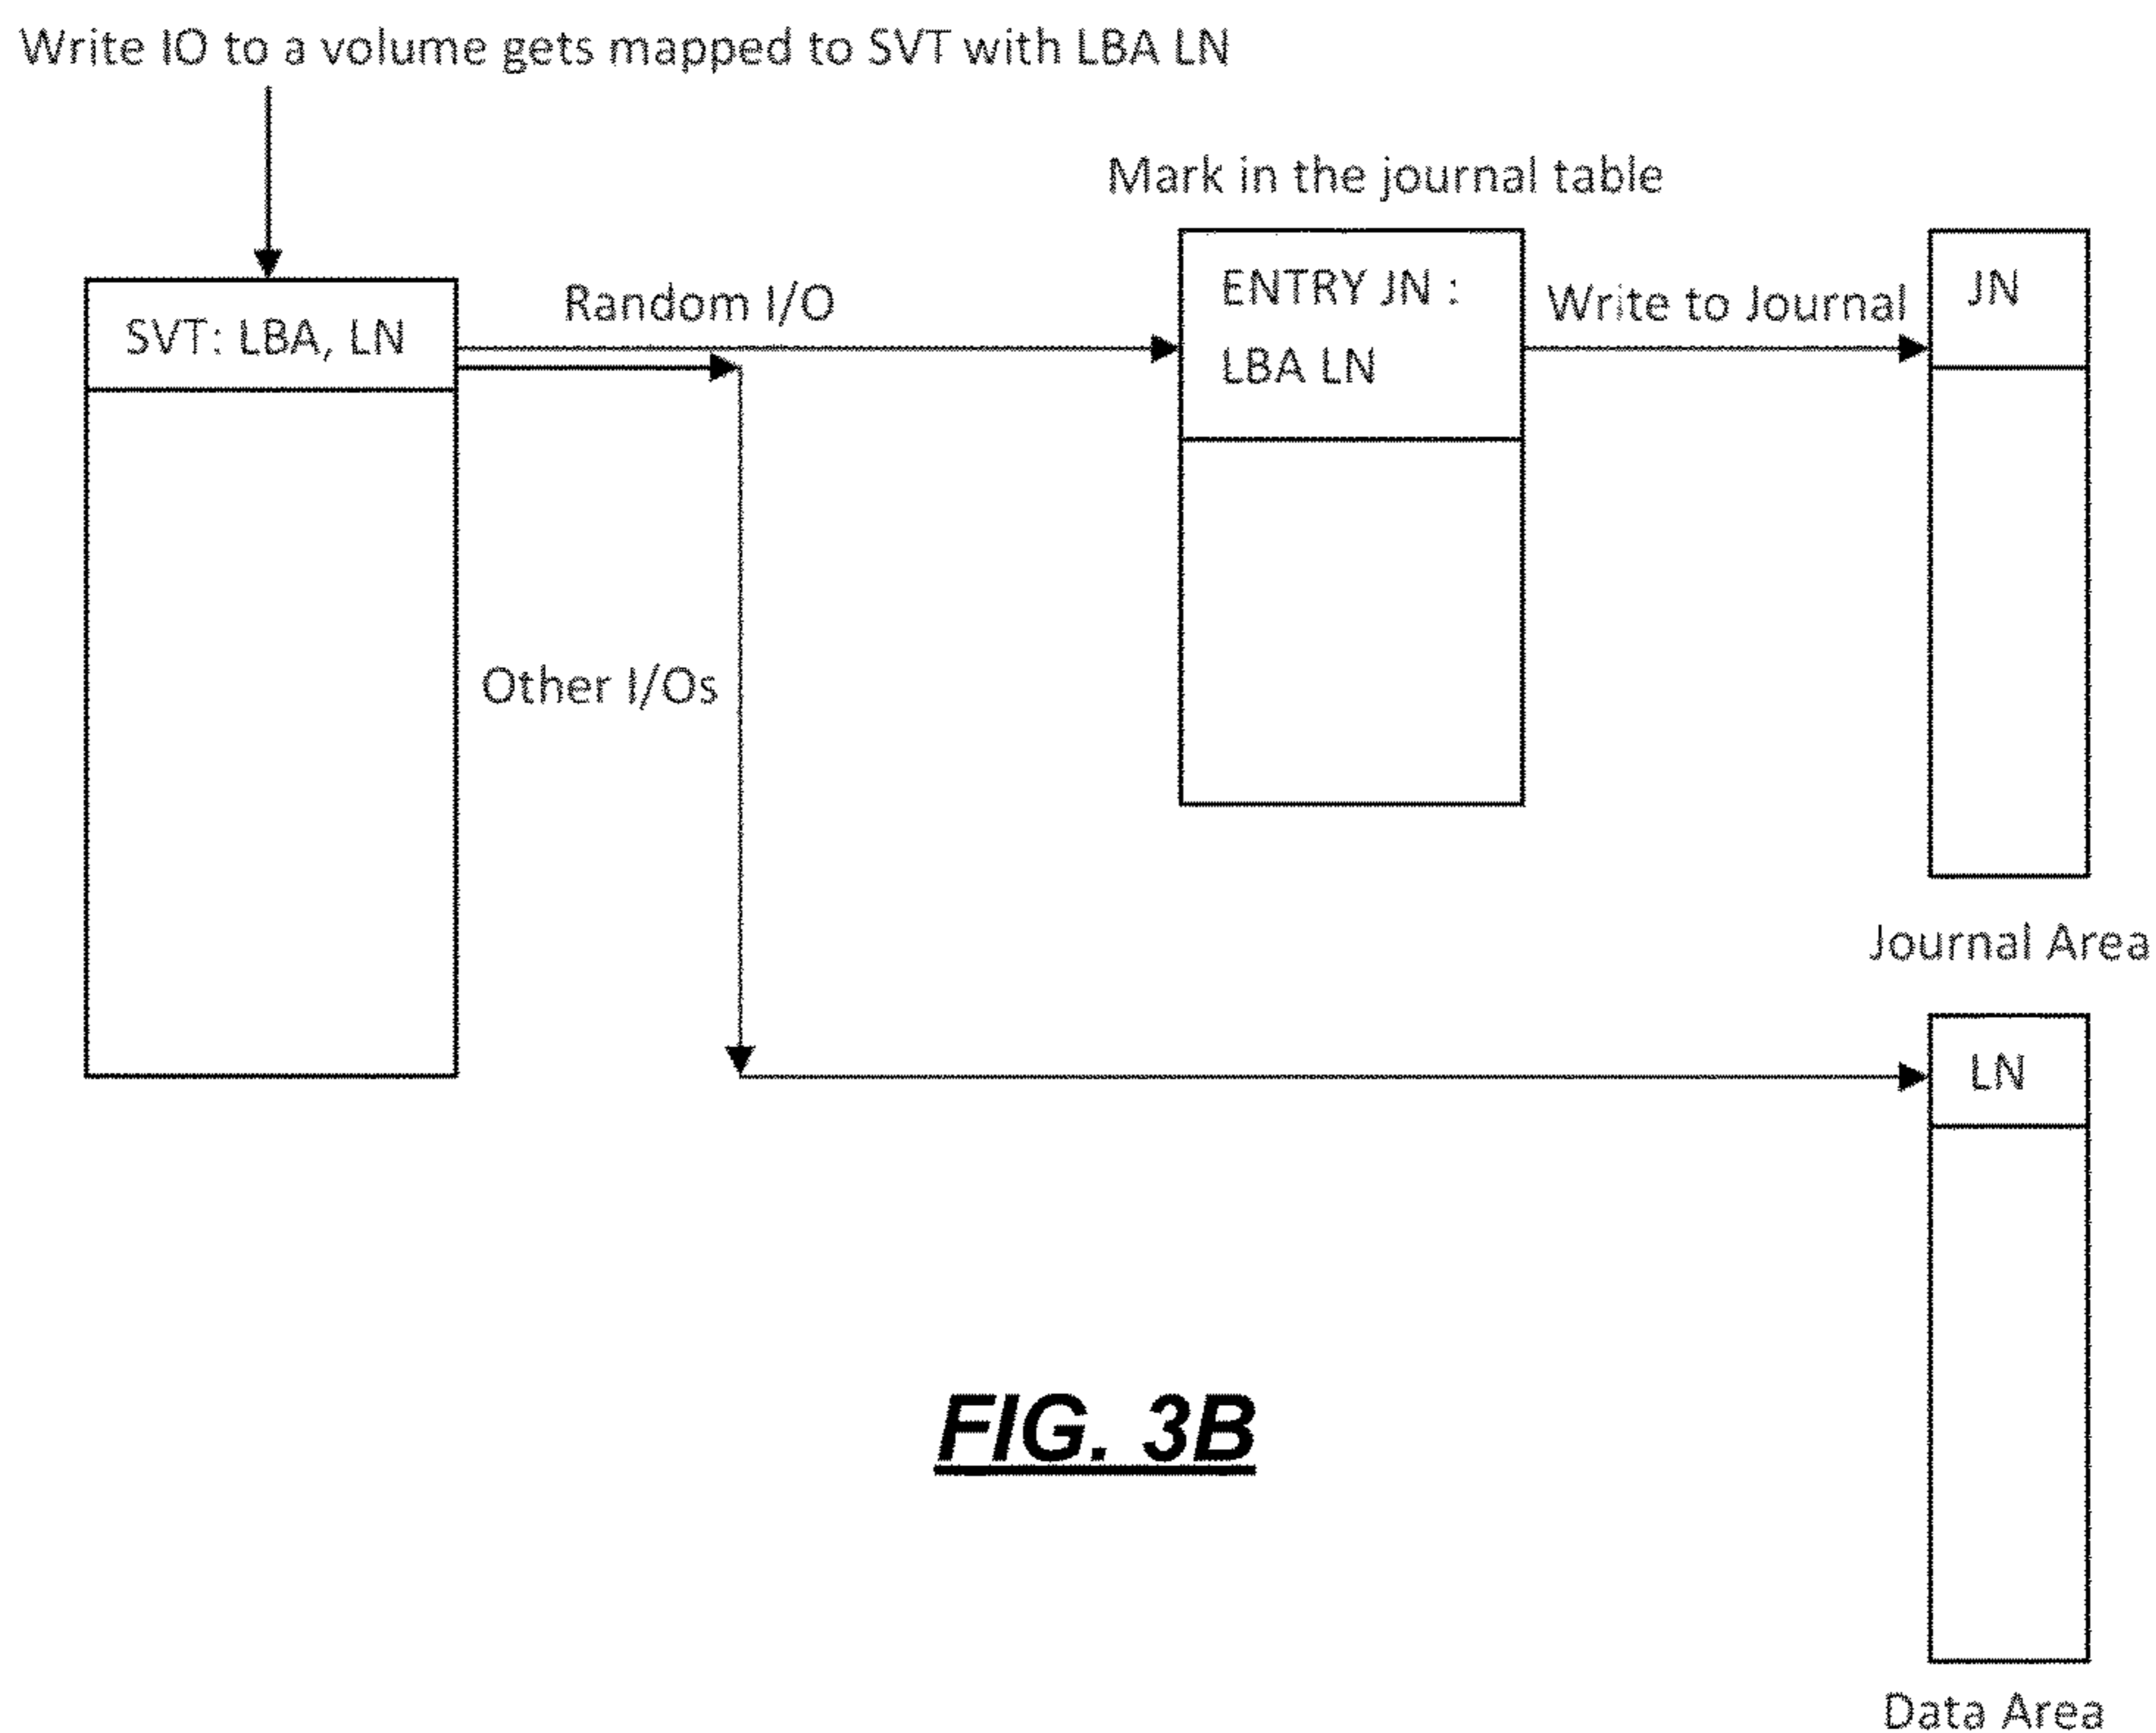 Write IO to a volume gets mapped to SVT with LBA LN
Mark in the journal table
SVT: LBA, LN
Random I/O
ENTRY JN :
LBA LN
Write to Journal
JN
Other I/Os
Journal Area
LN
FIG. 3B
Data Area